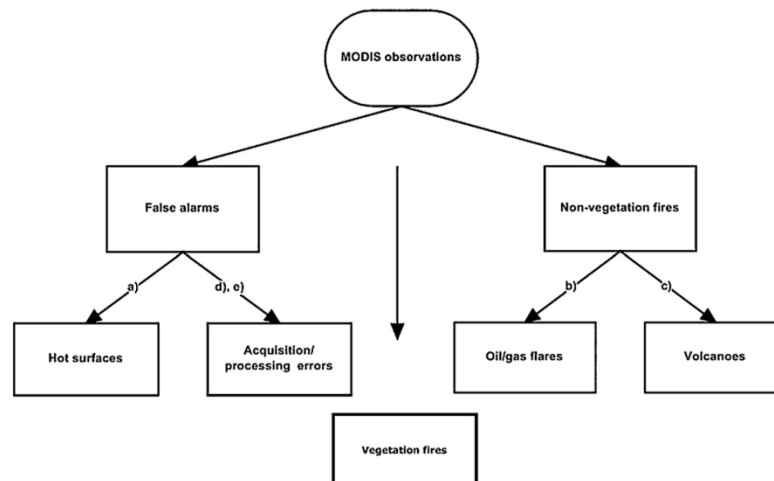 MODIS observations
False alarms
Non-vegetation fires
a)
d), e)
b)
c)
Hot surfaces
Acquisition/
processing errors
Oil/gas flares
Volcanoes
Vegetation fires